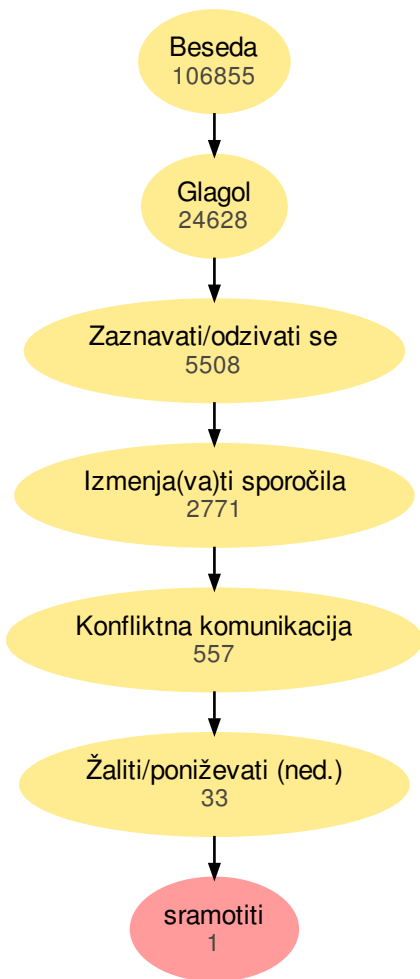 Beseda
106855
Glagol
24628
Zaznavati/odzivati se
5508
Izmenja(va)ti sporočila
2771
Konfliktna komunikacija
557
Žaliti/poniževati (ned.)
33
sramotiti
1